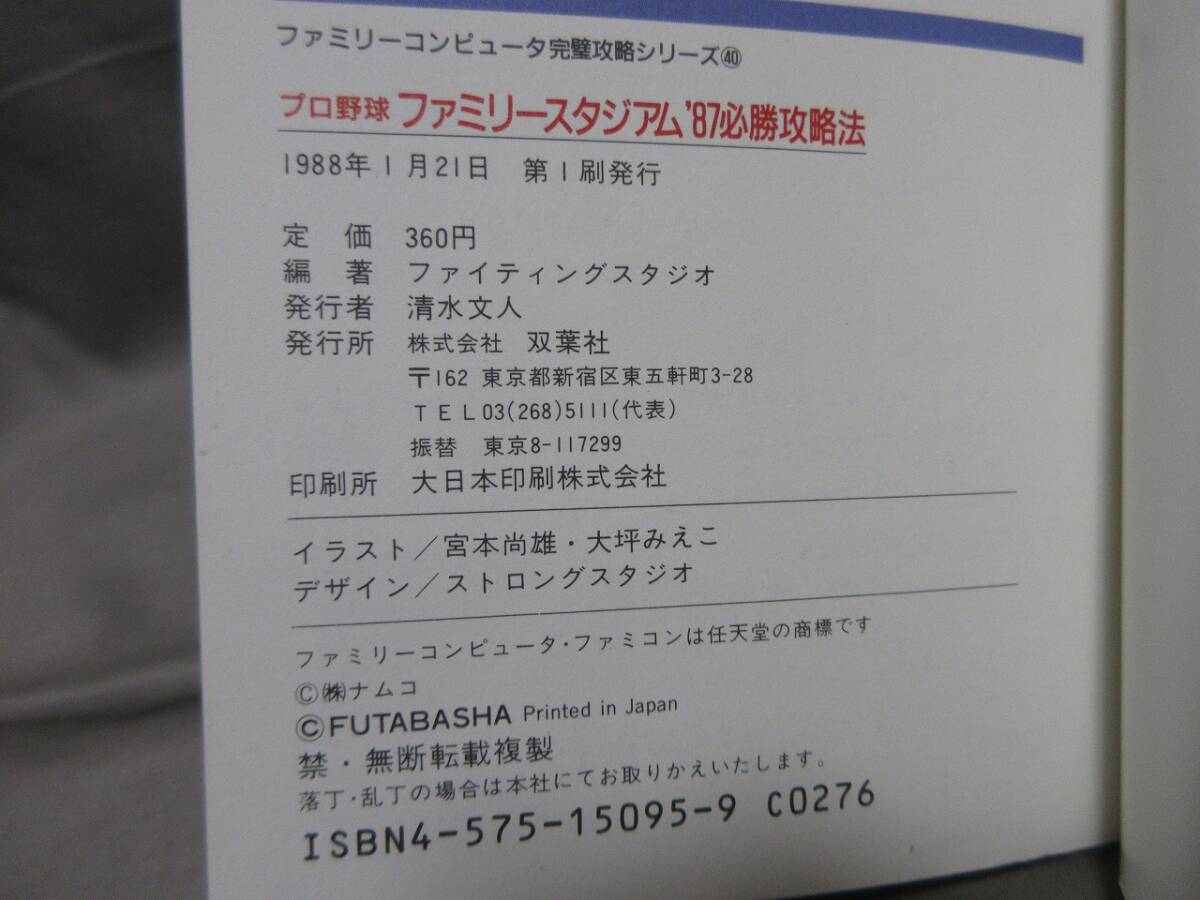 ファミリーコンピュータ完璧攻略シリーズ㊵
プロ野球 ファミリースタジアム'87必勝攻略法
1988年1月21日 第1刷発行
定 価 360円
編 著 ファイティングスタジオ
発行者 清水文人
発行所 株式会社 双葉社
〒162 東京都新宿区東五軒町3-28
TEL03(268)5111(代表)
振替 東京8-117299
印刷所 大日本印刷株式会社
イラスト/宮本尚雄・大坪みえこ
デザイン/ストロングスタジオ
ファミリーコンピュータ・ファミコンは任天堂の商標です
Ⓒ㈱ナムコ
ⒸFUTABASHA Printed in Japan
禁・無断転載複製
落丁・乱丁の場合は本社にてお取りかえいたします。
ISBN4-575-15095-9 C0276